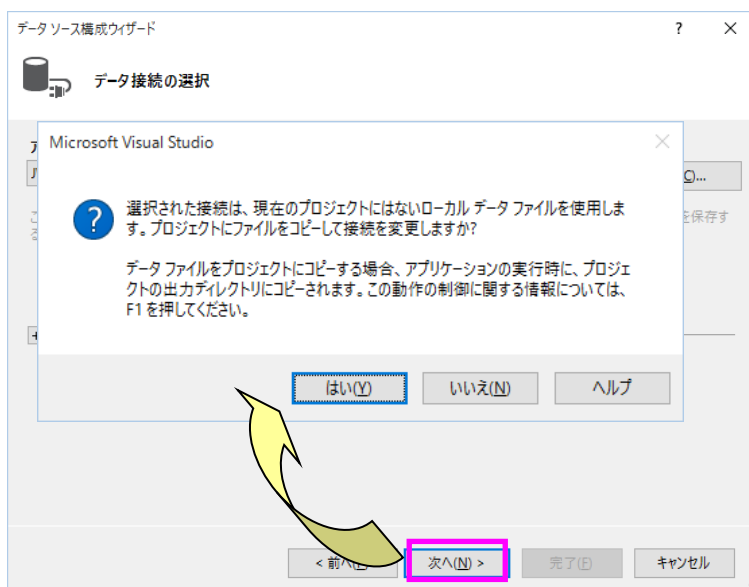 データ ソース構成ウィザード
?
データ接続の選択
Microsoft Visual Studio
C)...
選択された接続は、現在のプロジェクトにはないローカル データ ファイルを使用しま
を保存す
す。プロジェクトにファイルをコピーして接続を変更しますか?
る
データ ファイルをプロジェクトにコピーする場合、アプリケーションの実行時に、プロジェ
クトの出力ディレクトリにコピーされます。この動作の制御に関する情報については、
F1 を押してください。
+
はい(Y) いいえ(N) ヘルプ
< 前へ 次へ(N) > 完了(F) キャンセル